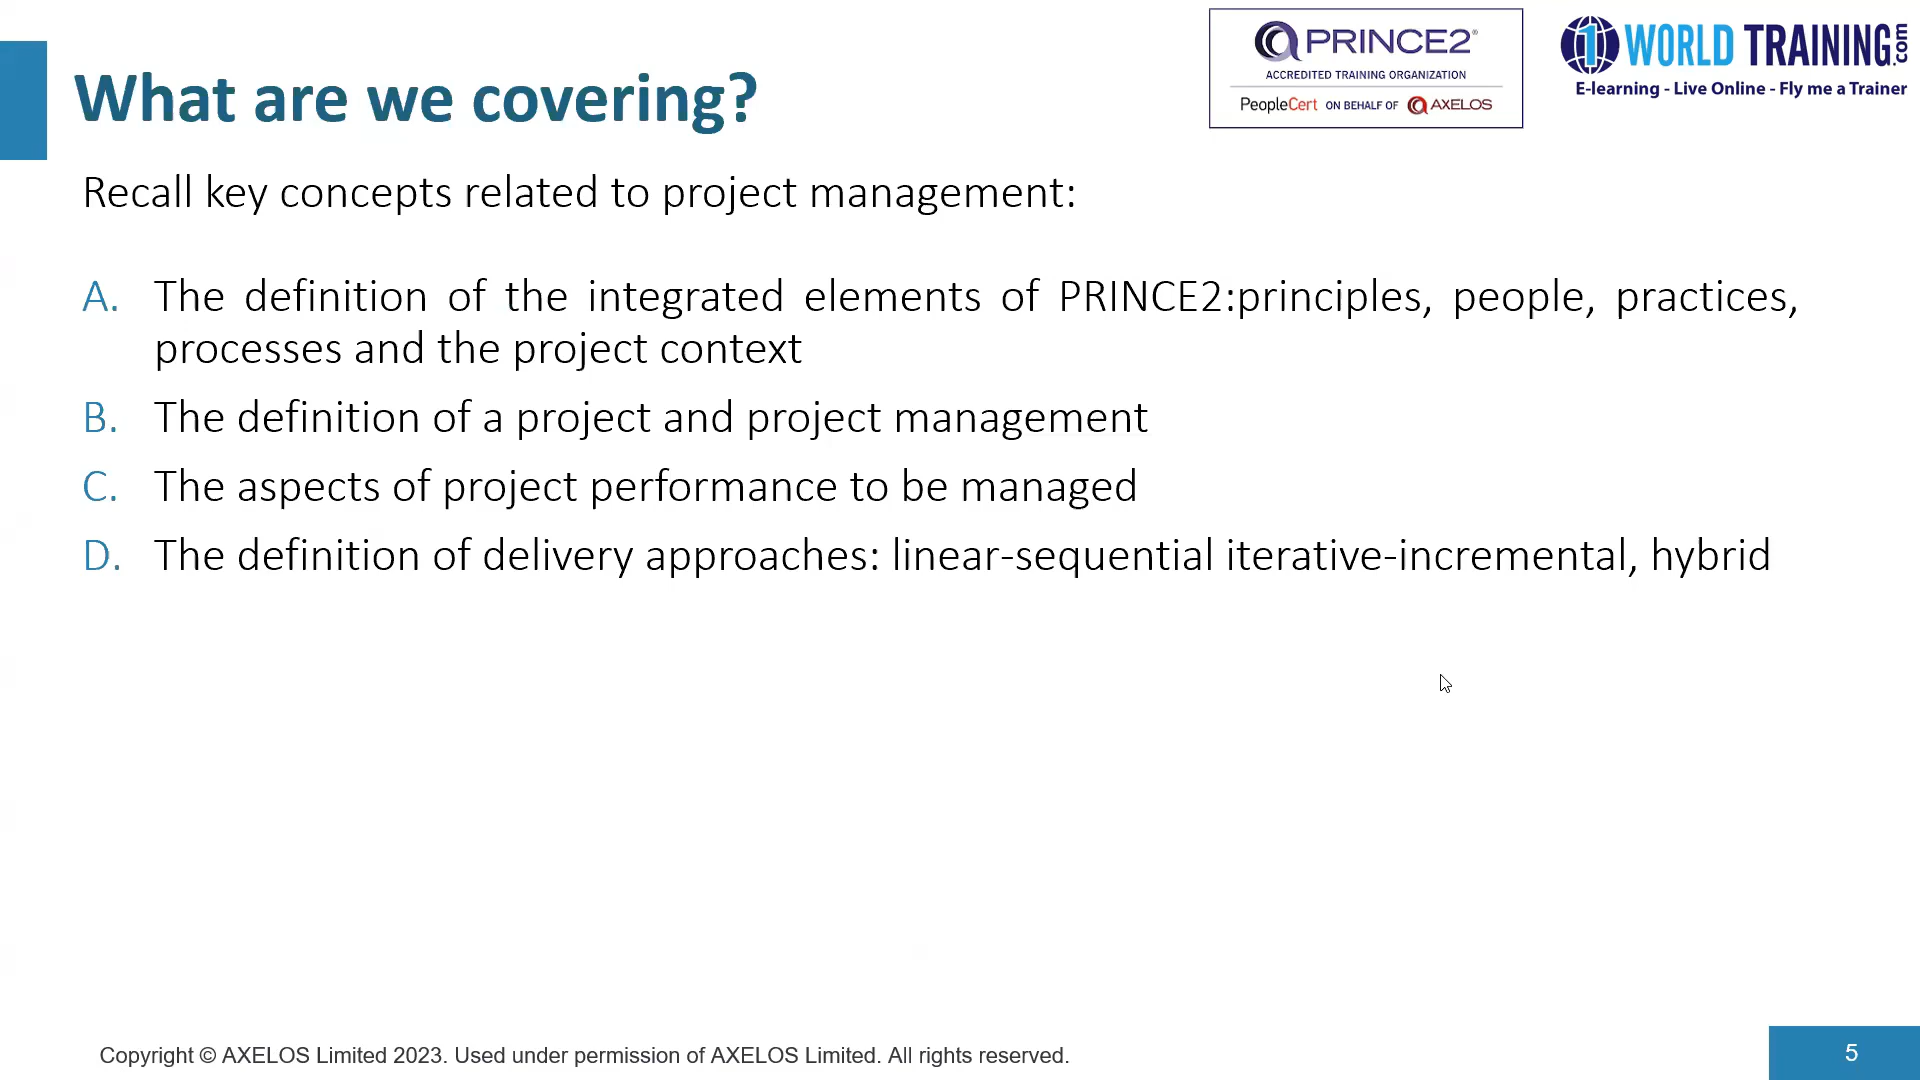 PRINCE2®
ACCREDITED TRAINING ORGANIZATION
PeopleCert ON BEHALF OF AXELOS
1 WORLD TRAINING.com
E-learning - Live Online - Fly me a Trainer
What are we covering?
Recall key concepts related to project management:
A. The definition of the integrated elements of PRINCE2:principles, people, practices,
processes and the project context
B. The definition of a project and project management
C. The aspects of project performance to be managed
D. The definition of delivery approaches: linear-sequential iterative-incremental, hybrid
Copyright © AXELOS Limited 2023. Used under permission of AXELOS Limited. All rights reserved.
5